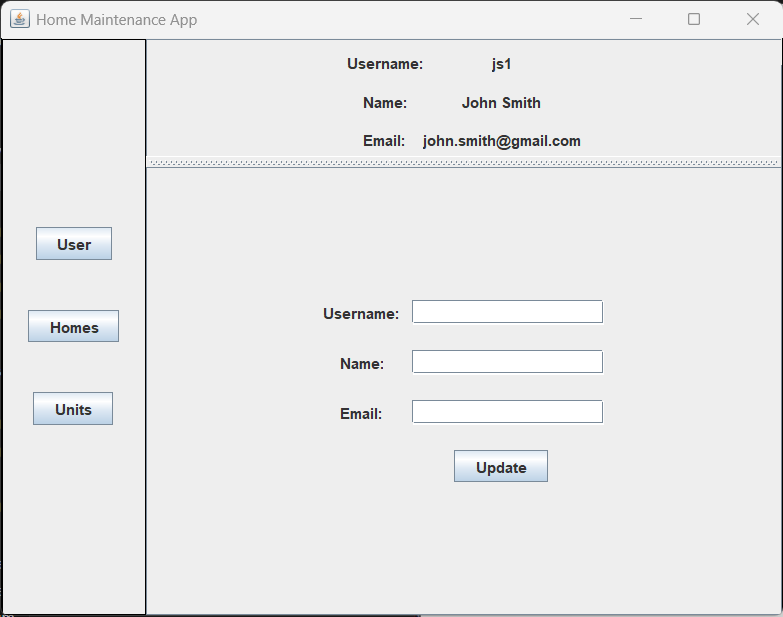 Home Maintenance App
Username: js1
Name: John Smith
Email: john.smith@gmail.com
User
Homes
Units
Username:
Name:
Email:
Update